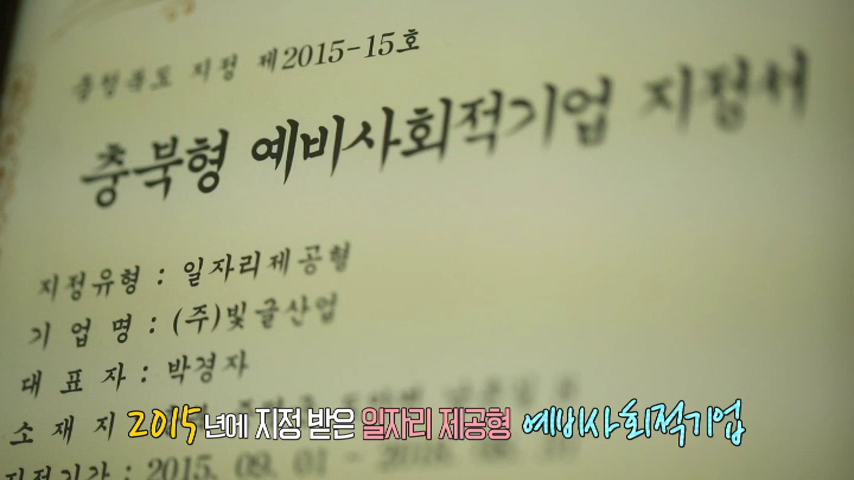 충청북도 지정 제2015-15호
충북형 예비사회적기업 지정서
지정유형 : 일자리제공형
기 업 명 : (주)빛글산업
대 표 자 : 박경자
소 재 지
2015년에 지정 받은 일자리 제공형 예비사회적기업
지정기간 : 2015. 09. 01 -